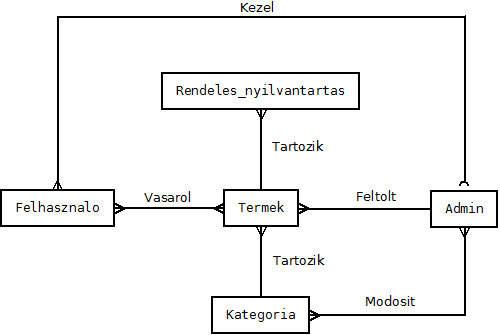 Kezel
Rendeles_nyilvantartas
Tartozik
Felhasznalo
Vasarol
Termek
Feltolt
Admin
Tartozik
Kategoria
Modosit